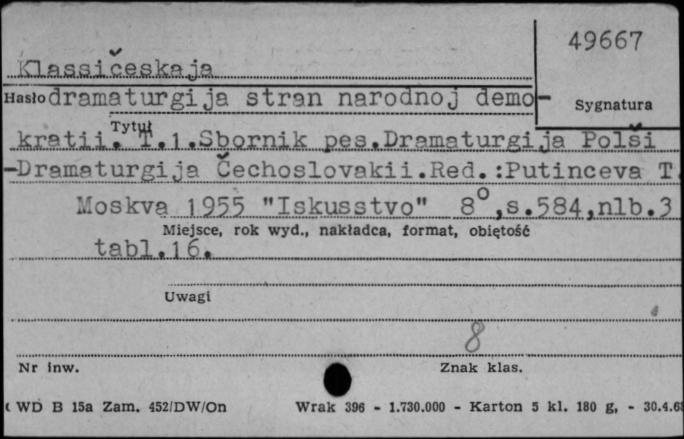 49667
Klassičeskaja
Hasło dramaturgija stran narodnoj demo- Sygnatura
Tytuł
kratii. T.1.Sbornik pes.Dramaturgija Polši
-Dramaturgija Čechoslovakii.Red.:Putinceva T.
Moskva 1955 "Iskusstvo" 8°,s.584,nlb.3
Miejsce, rok wyd., nakładca, format, objętość
tabl.16.
Uwagi
8
Nr inw. Znak klas.
WD B 15a Zam. 452/DW/On Wrak 396 - 1.730.000 - Karton 5 kl. 180 g, - 30.4.68